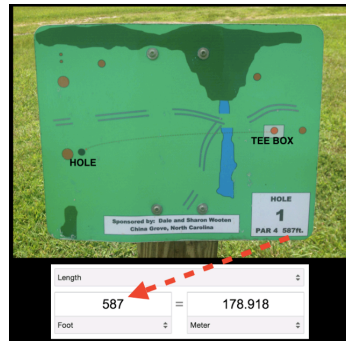 TEE BOX
HOLE
HOLE
1
PAR 4 587ft.
Sponsored by: Dale and Sharon Wooten
China Grove, North Carolina
Length
587 = 178.918
Foot Meter